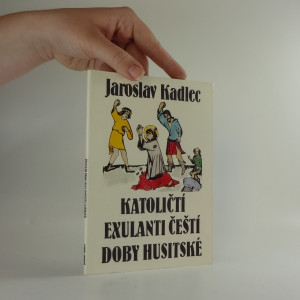 Jaroslav Kadlec
KATOLIČTÍ
EXULANTI ČEŠTÍ
DOBY HUSITSKÉ